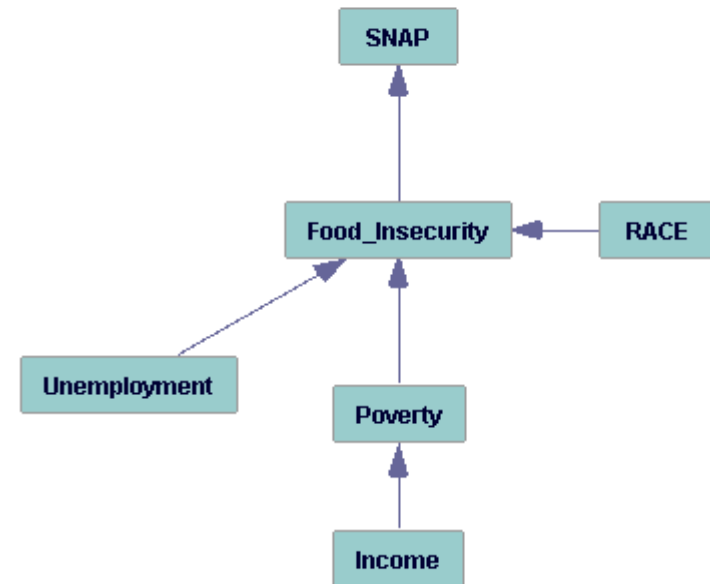 SNAP
Food_Insecurity
RACE
Unemployment
Poverty
Income